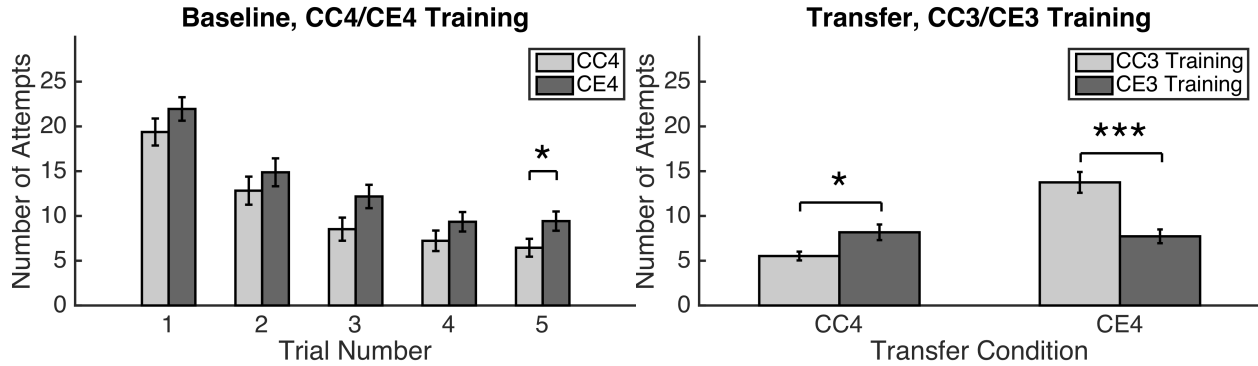 Baseline, CC4/CE4 Training
Number of Attempts
25
20
15
10
5
0
CC4
CE4
*
1 2 3 4 5
Trial Number
Transfer, CC3/CE3 Training
Number of Attempts
25
20
15
10
5
0
CC3 Training
CE3 Training
*
***
CC4 CE4
Transfer Condition